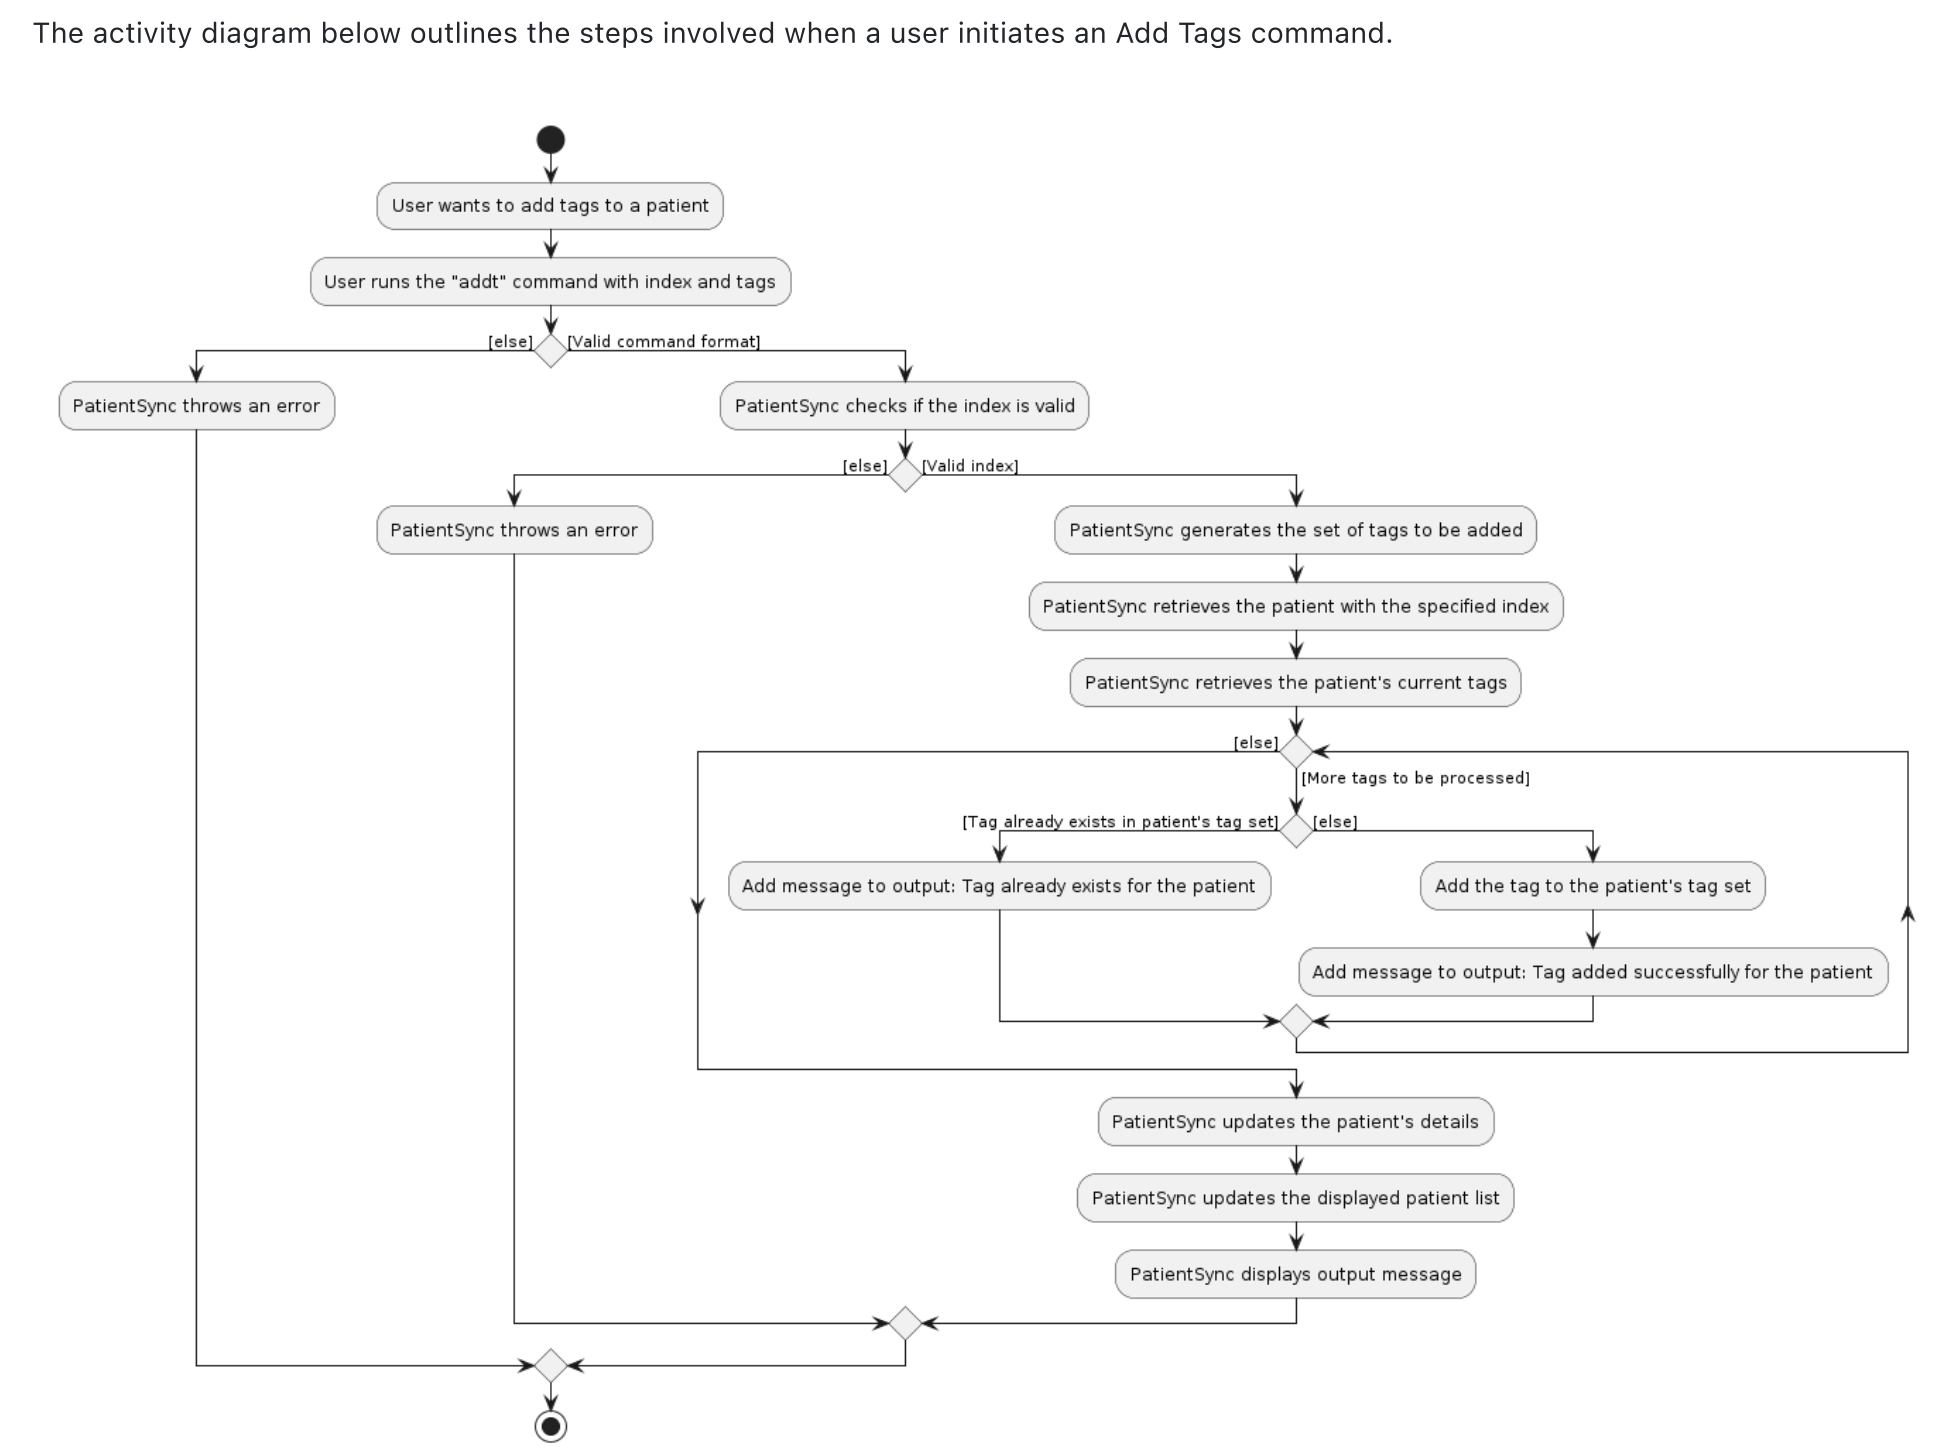 The activity diagram below outlines the steps involved when a user initiates an Add Tags command.
User wants to add tags to a patient
User runs the "addt" command with index and tags
[else]
[Valid command format]
PatientSync throws an error
PatientSync checks if the index is valid
[else]
[Valid index]
PatientSync throws an error
PatientSync generates the set of tags to be added
PatientSync retrieves the patient with the specified index
PatientSync retrieves the patient's current tags
[else]
[More tags to be processed]
[Tag already exists in patient's tag set]
[else]
Add message to output: Tag already exists for the patient
Add the tag to the patient's tag set
Add message to output: Tag added successfully for the patient
PatientSync updates the patient's details
PatientSync updates the displayed patient list
PatientSync displays output message